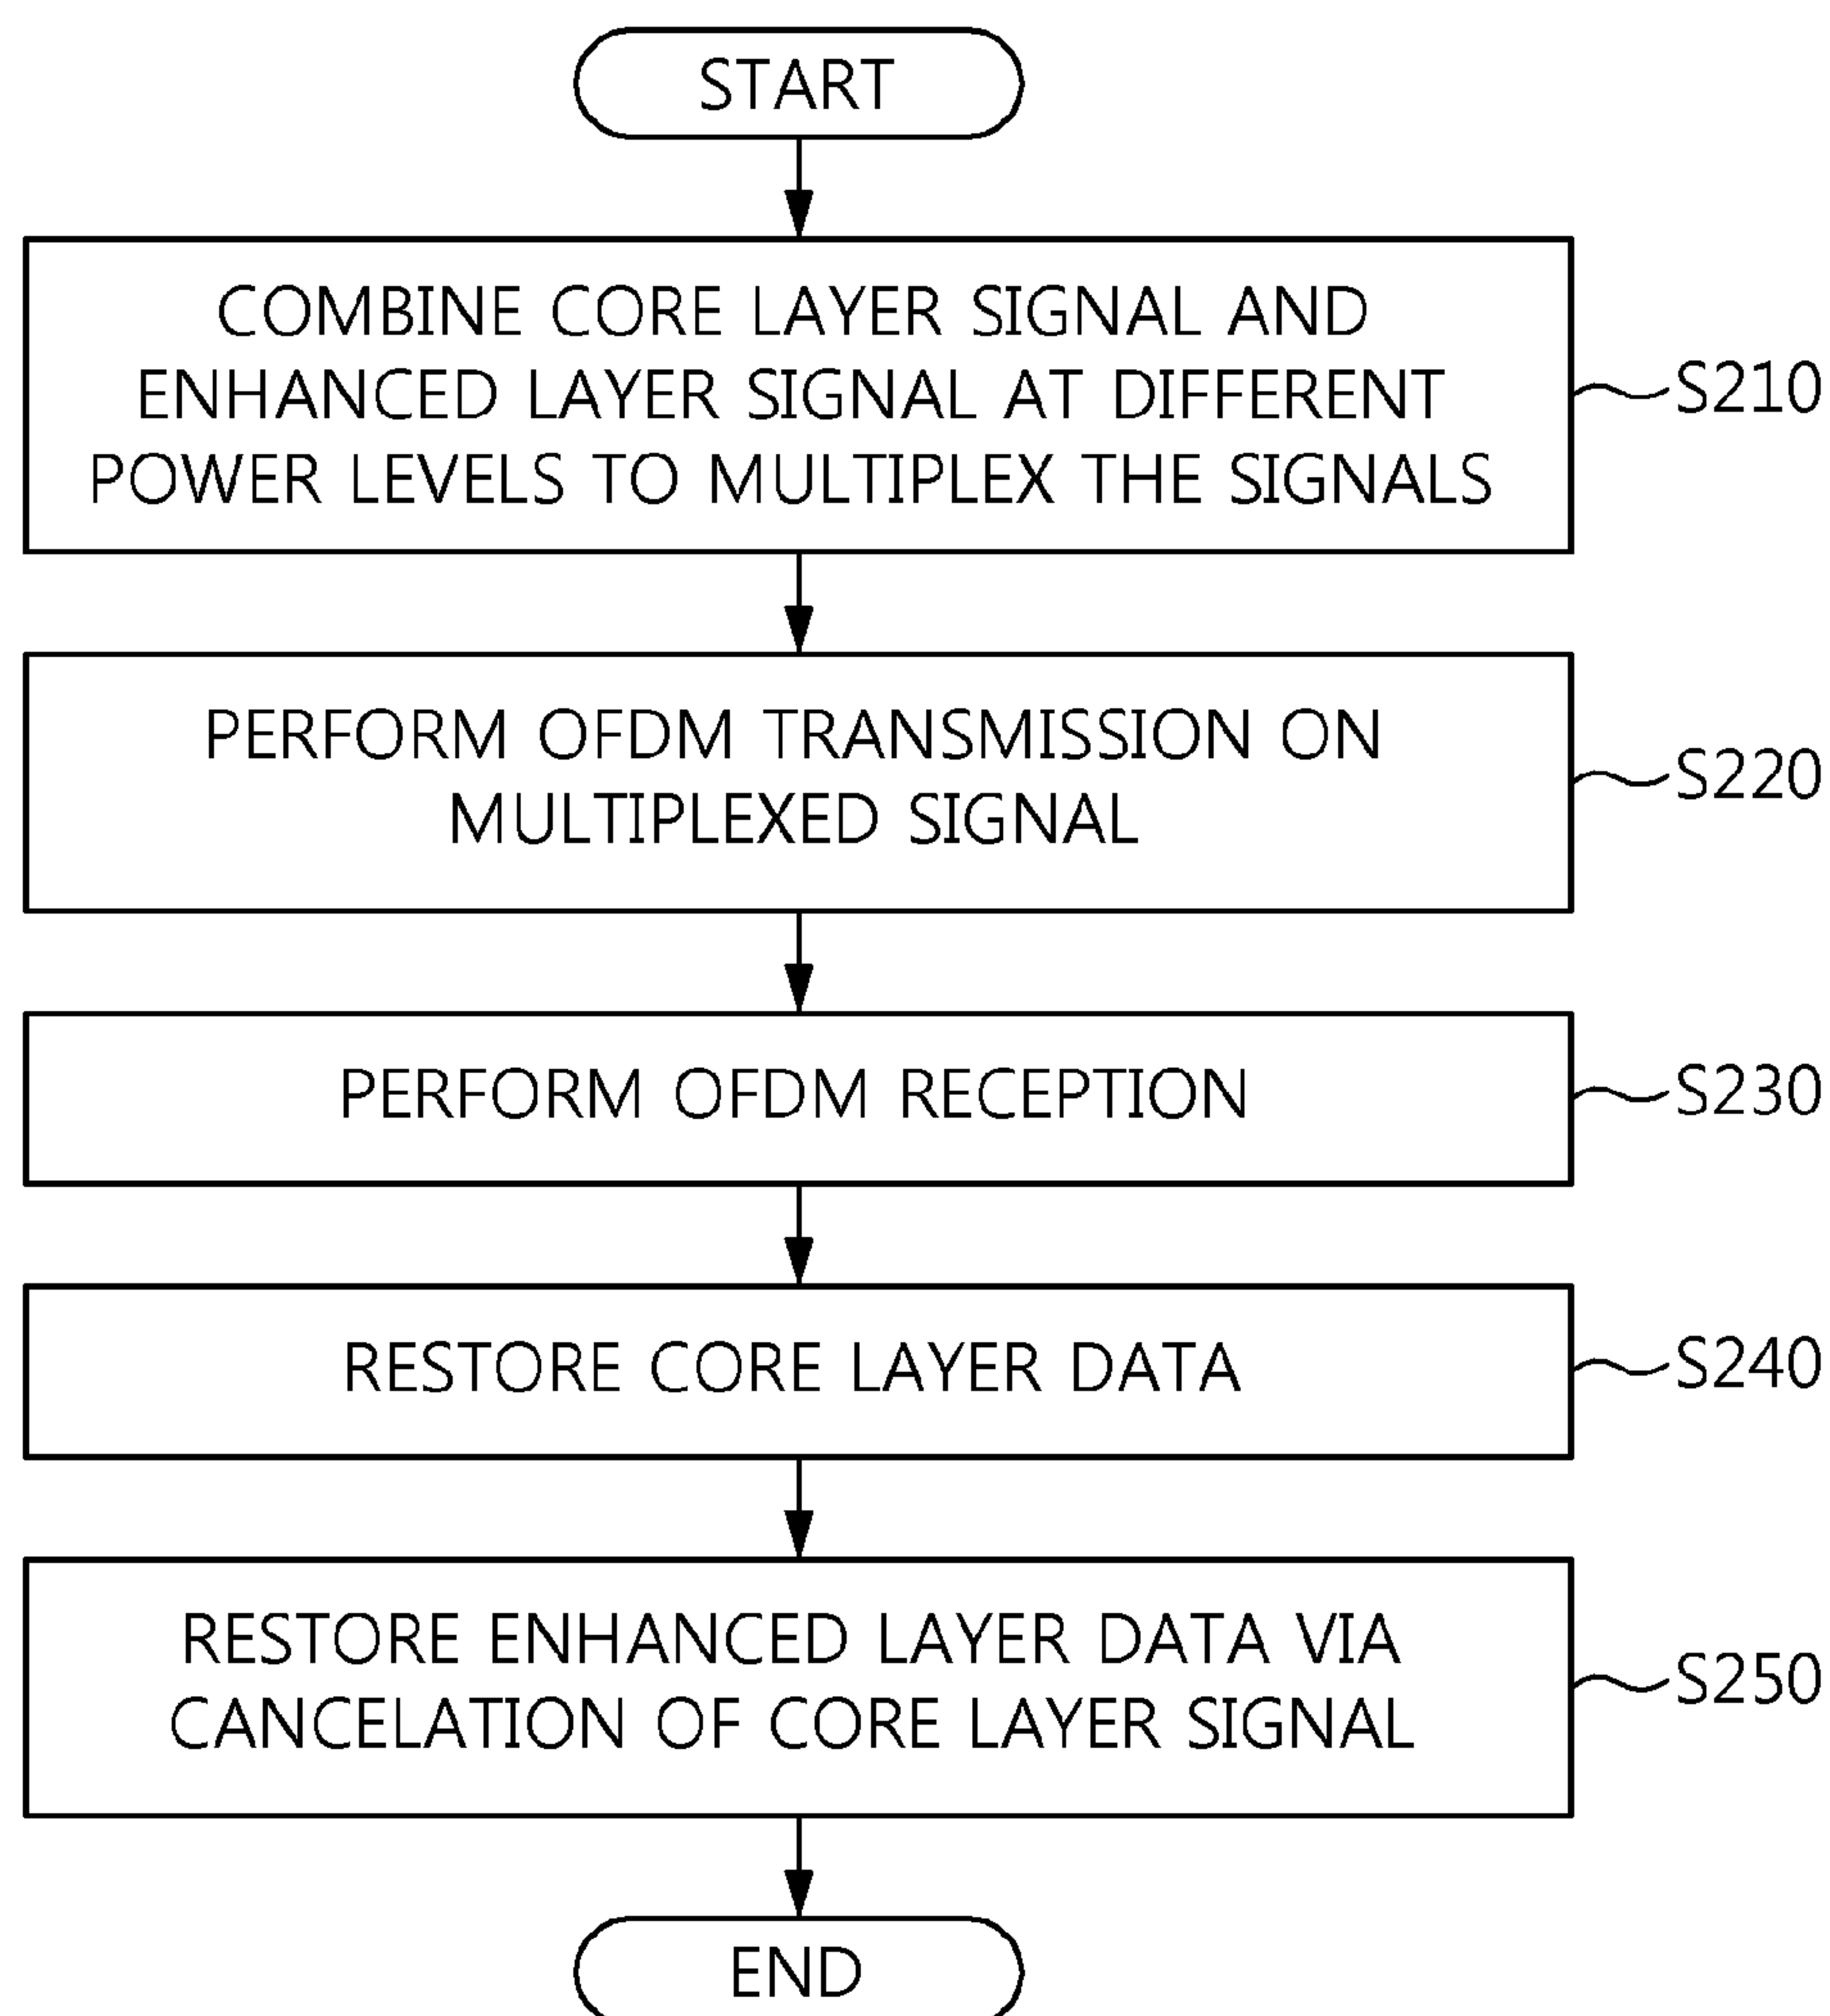 START
COMBINE CORE LAYER SIGNAL AND
ENHANCED LAYER SIGNAL AT DIFFERENT
POWER LEVELS TO MULTIPLEX THE SIGNALS
S210
PERFORM OFDM TRANSMISSION ON
MULTIPLEXED SIGNAL
S220
PERFORM OFDM RECEPTION
S230
RESTORE CORE LAYER DATA
S240
RESTORE ENHANCED LAYER DATA VIA
CANCELATION OF CORE LAYER SIGNAL
S250
END